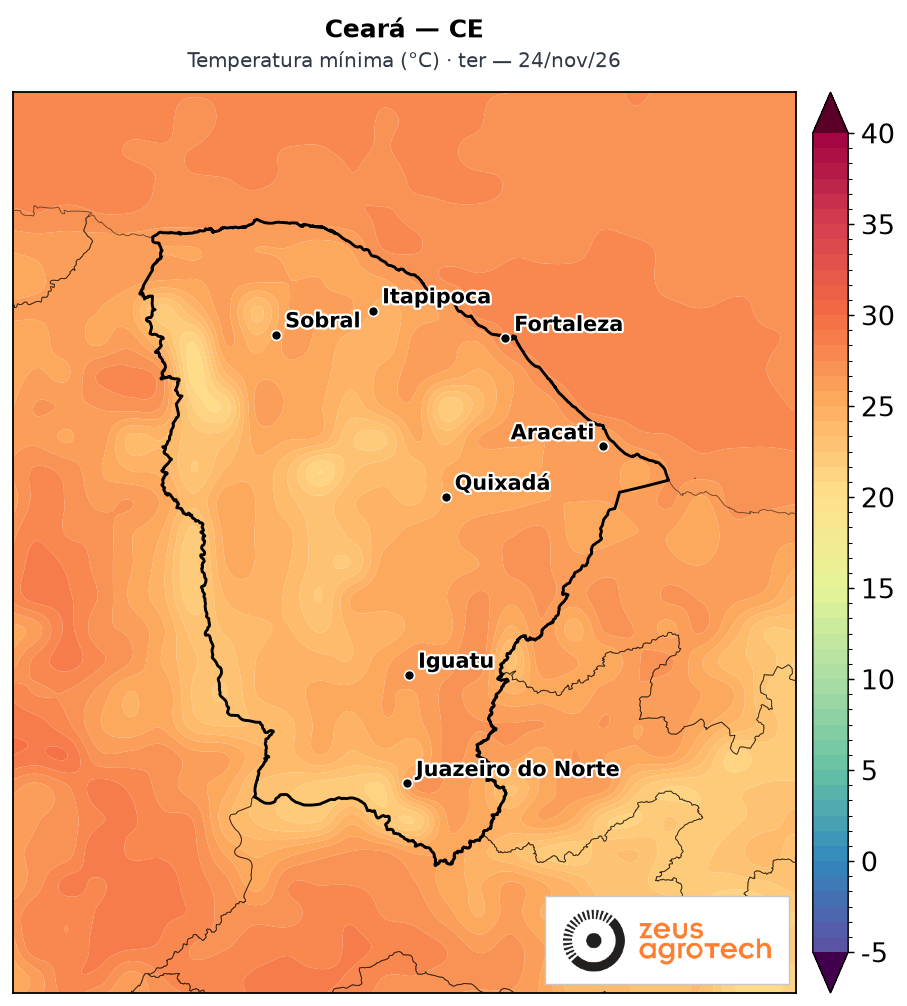 Ceará — CE
Temperatura mínima (°C) · ter — 24/nov/26
Itapipoca
Sobral
Fortaleza
Aracati
Quixadá
Iguatu
Juazeiro do Norte
40
35
30
25
20
15
10
5
0
-5
zeus
agrotech